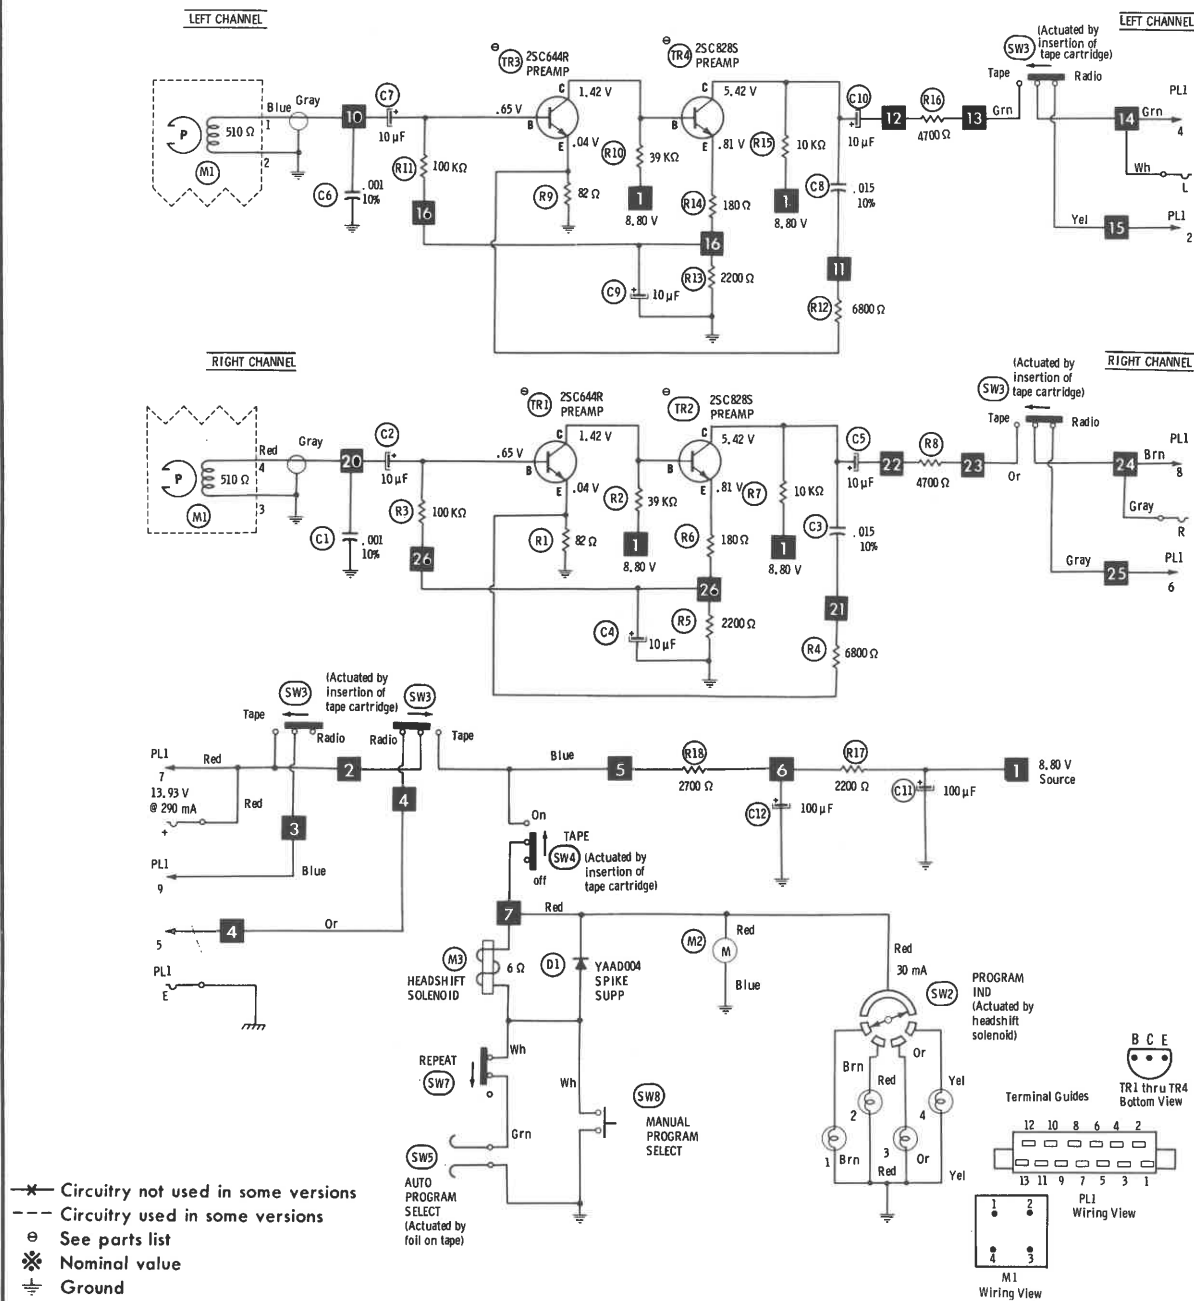 LEFT CHANNEL
LEFT CHANNEL
(Actuated by
insertion of
tape cartridge)
SW3
⊖ TR3 2SC644R
PREAMP
⊖ TR4 2SC828S
PREAMP
Tape
Radio
PL1
C7
C 1.42 V
C 5.42 V
C10
R16
Blue Gray
1
10
10 µF
.65 V
B
B
12
13
Grn
14
Grn
4
P
510 Ω
R11
100 KΩ
E .04 V
R10
39 KΩ
E .81 V
R15
10 KΩ
10 µF
4700 Ω
2
M1
C6
.001
10%
R9
82 Ω
1
8.80 V
R14
180 Ω
1
8.80 V
C8
.015
10%
Wh
L
16
16
Yel
15
PL1
2
R13
2200 Ω
11
C9
10 µF
R12
6800 Ω
RIGHT CHANNEL
RIGHT CHANNEL
(Actuated by
insertion of
tape cartridge)
SW3
⊖ TR1 2SC644R
PREAMP
⊖ TR2 2SC828S
PREAMP
Tape
Radio
PL1
C2
C 1.42 V
C 5.42 V
C5
R8
Brn
8
Red
4
Gray
20
10 µF
.65 V
B
B
22
23
Or
24
P
510 Ω
R3
100 KΩ
E .04 V
R2
39 KΩ
E .81 V
R7
10 KΩ
10 µF
4700 Ω
3
M1
C1
.001
10%
R1
82 Ω
1
8.80 V
R6
180 Ω
1
8.80 V
C3
.015
10%
Gray
R
26
26
Gray
25
PL1
6
R5
2200 Ω
21
C4
10 µF
R4
6800 Ω
SW3
(Actuated by
insertion of
tape cartridge)
SW3
Tape
Radio
Radio
Tape
PL1
7
Red
2
Blue
5
R18
2700 Ω
6
R17
2200 Ω
1
8.80 V
Source
13.93 V
@ 290 mA
+
Red
3
4
C12
100 µF
C11
100 µF
On
TAPE
SW4
(Actuated by
insertion of
tape cartridge)
off
PL1
9
Blue
5
4
Or
7
Red
PL1
E
M3
HEADSHIFT
SOLENOID
6 Ω
D1
YAAD004
SPIKE
SUPP
M2
Red
M
Blue
Red
30 mA
SW2
PROGRAM
IND
(Actuated by
headshift
solenoid)
REPEAT
SW7
Wh
Wh
SW8
MANUAL
PROGRAM
SELECT
Brn
Red
Or
Yel
2
4
1
Brn
3
Red
Or
Yel
B C E
TR1 thru TR4
Bottom View
Terminal Guides
12 10 8 6 4 2
13 11 9 7 5 3 1
PL1
Wiring View
Grn
SW5
AUTO
PROGRAM
SELECT
(Actuated by
foil on tape)
1 2
4 3
M1
Wiring View
Circuitry not used in some versions
Circuitry used in some versions
⊖ See parts list
※ Nominal value
⏚ Ground